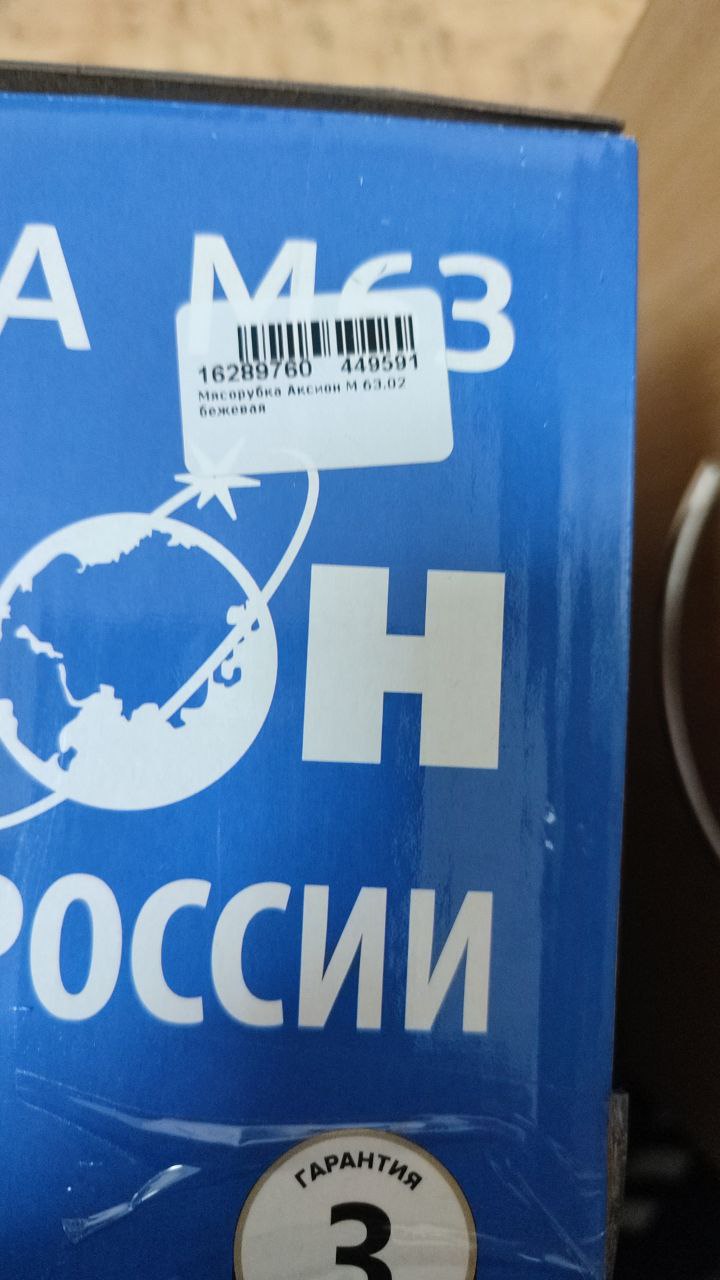 А М63
16289760 449591
Мясорубка Аксион М 63.02
бежевая
Н
РОССИИ
ГАРАНТИЯ
3